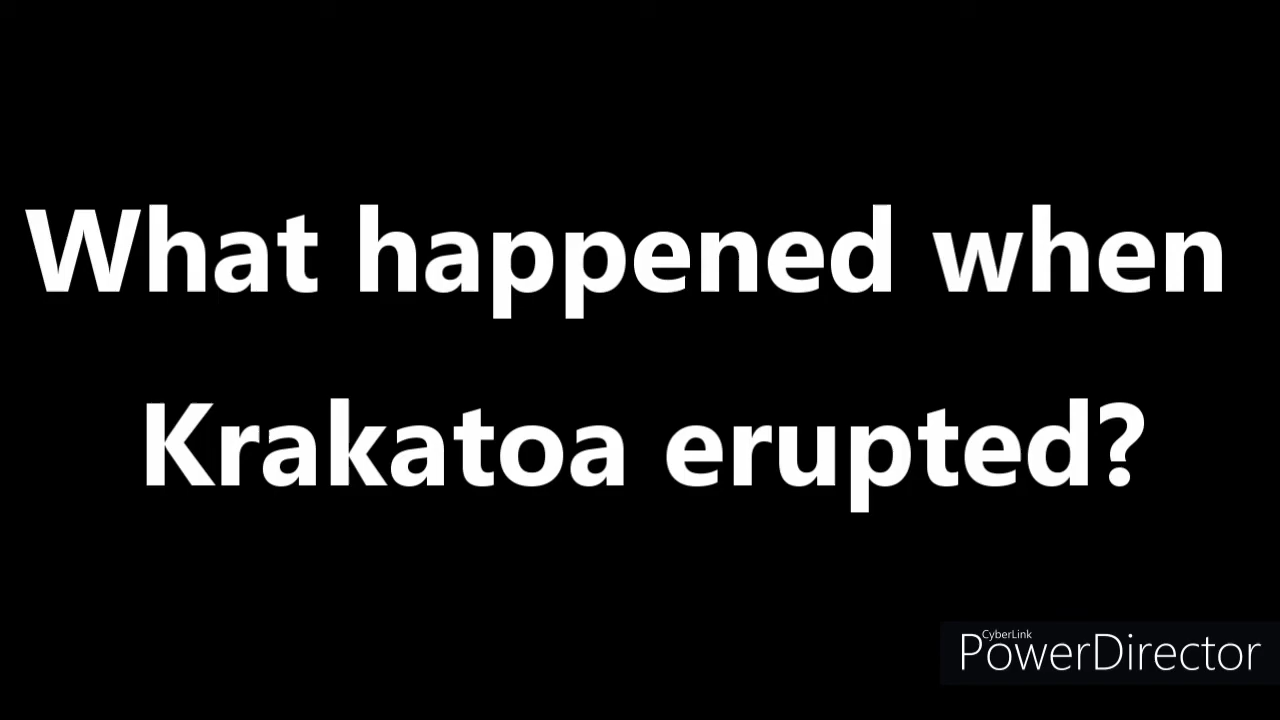 What happened when
Krakatoa erupted?
CyberLink
PowerDirector